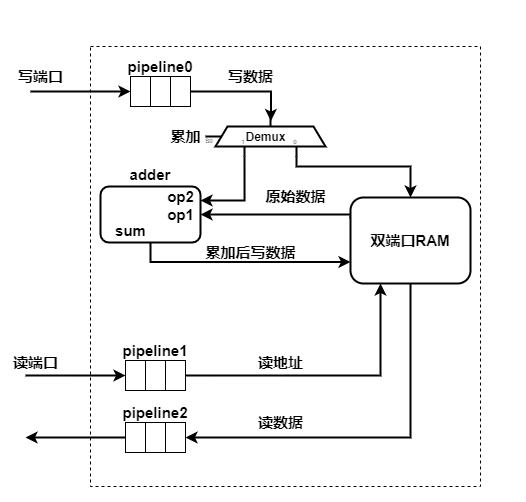 pipeline0
写端口
写数据
累加
Demux
1
0
adder
op2
op1
sum
原始数据
双端口RAM
累加后写数据
pipeline1
读端口
读地址
pipeline2
读数据